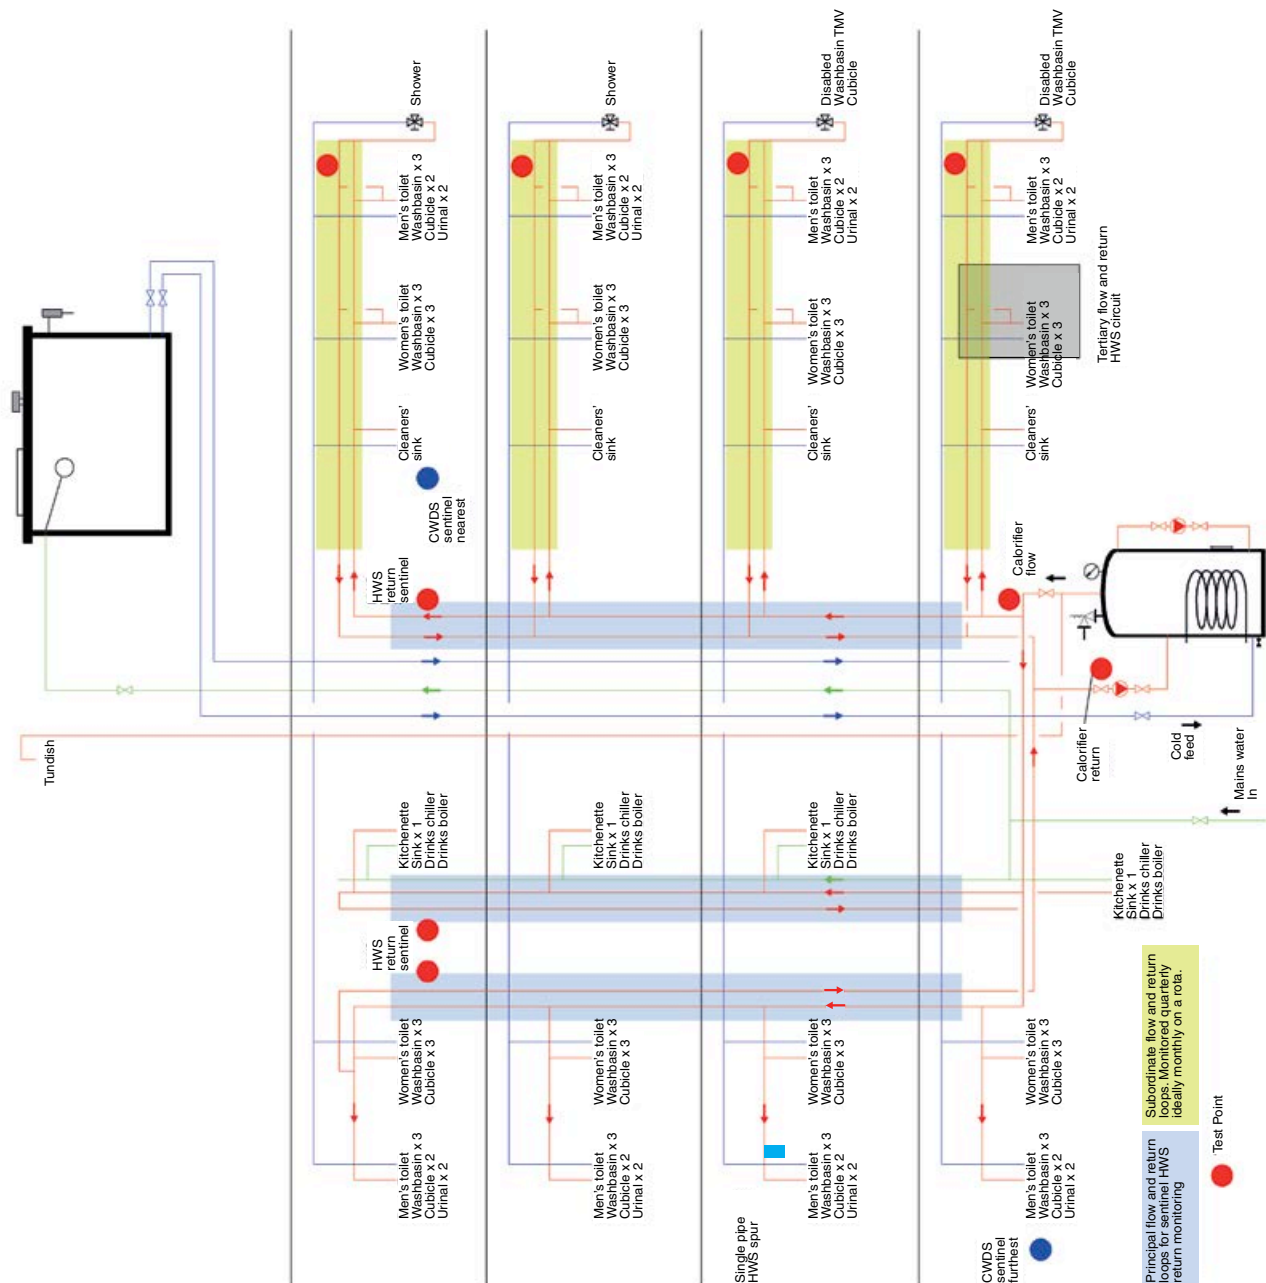 Tundish
Shower
Men's toilet
Washbasin x 3
Cubicle x 2
Urinal x 2
Women's toilet
Washbasin x 3
Cubicle x 3
Cleaners'
sink
CWDS
sentinel
nearest
HWS
return
sentinel
Kitchenette
Sink x 1
Drinks chiller
Drinks boiler
HWS
return
sentinel
Women's toilet
Washbasin x 3
Cubicle x 3
Men's toilet
Washbasin x 3
Cubicle x 2
Urinal x 2
Shower
Men's toilet
Washbasin x 3
Cubicle x 2
Urinal x 2
Women's toilet
Washbasin x 3
Cubicle x 3
Cleaners'
sink
Kitchenette
Sink x 1
Drinks chiller
Drinks boiler
Women's toilet
Washbasin x 3
Cubicle x 3
Men's toilet
Washbasin x 3
Cubicle x 2
Urinal x 2
Disabled
Washbasin TMV
Cubicle
Men's toilet
Washbasin x 3
Cubicle x 2
Urinal x 2
Women's toilet
Washbasin x 3
Cubicle x 3
Cleaners'
sink
Kitchenette
Sink x 1
Drinks chiller
Drinks boiler
Women's toilet
Washbasin x 3
Cubicle x 3
Men's toilet
Washbasin x 3
Cubicle x 2
Urinal x 2
Single pipe
HWS spur
Disabled
Washbasin TMV
Cubicle
Men's toilet
Washbasin x 3
Cubicle x 2
Urinal x 2
Women's toilet
Washbasin x 3
Cubicle x 3
Tertiary flow and return
HWS circuit
Cleaners'
sink
Calorifier
flow
Calorifier
return
Cold
feed
Mains water
In
Kitchenette
Sink x 1
Drinks chiller
Drinks boiler
Women's toilet
Washbasin x 3
Cubicle x 3
Men's toilet
Washbasin x 3
Cubicle x 2
Urinal x 2
CWDS
sentinel
furthest
Principal flow and return
loops for sentinel HWS
return monitoring
Subordinate flow and return
loops. Monitored quarterly
ideally monthly on a rota.
Test Point